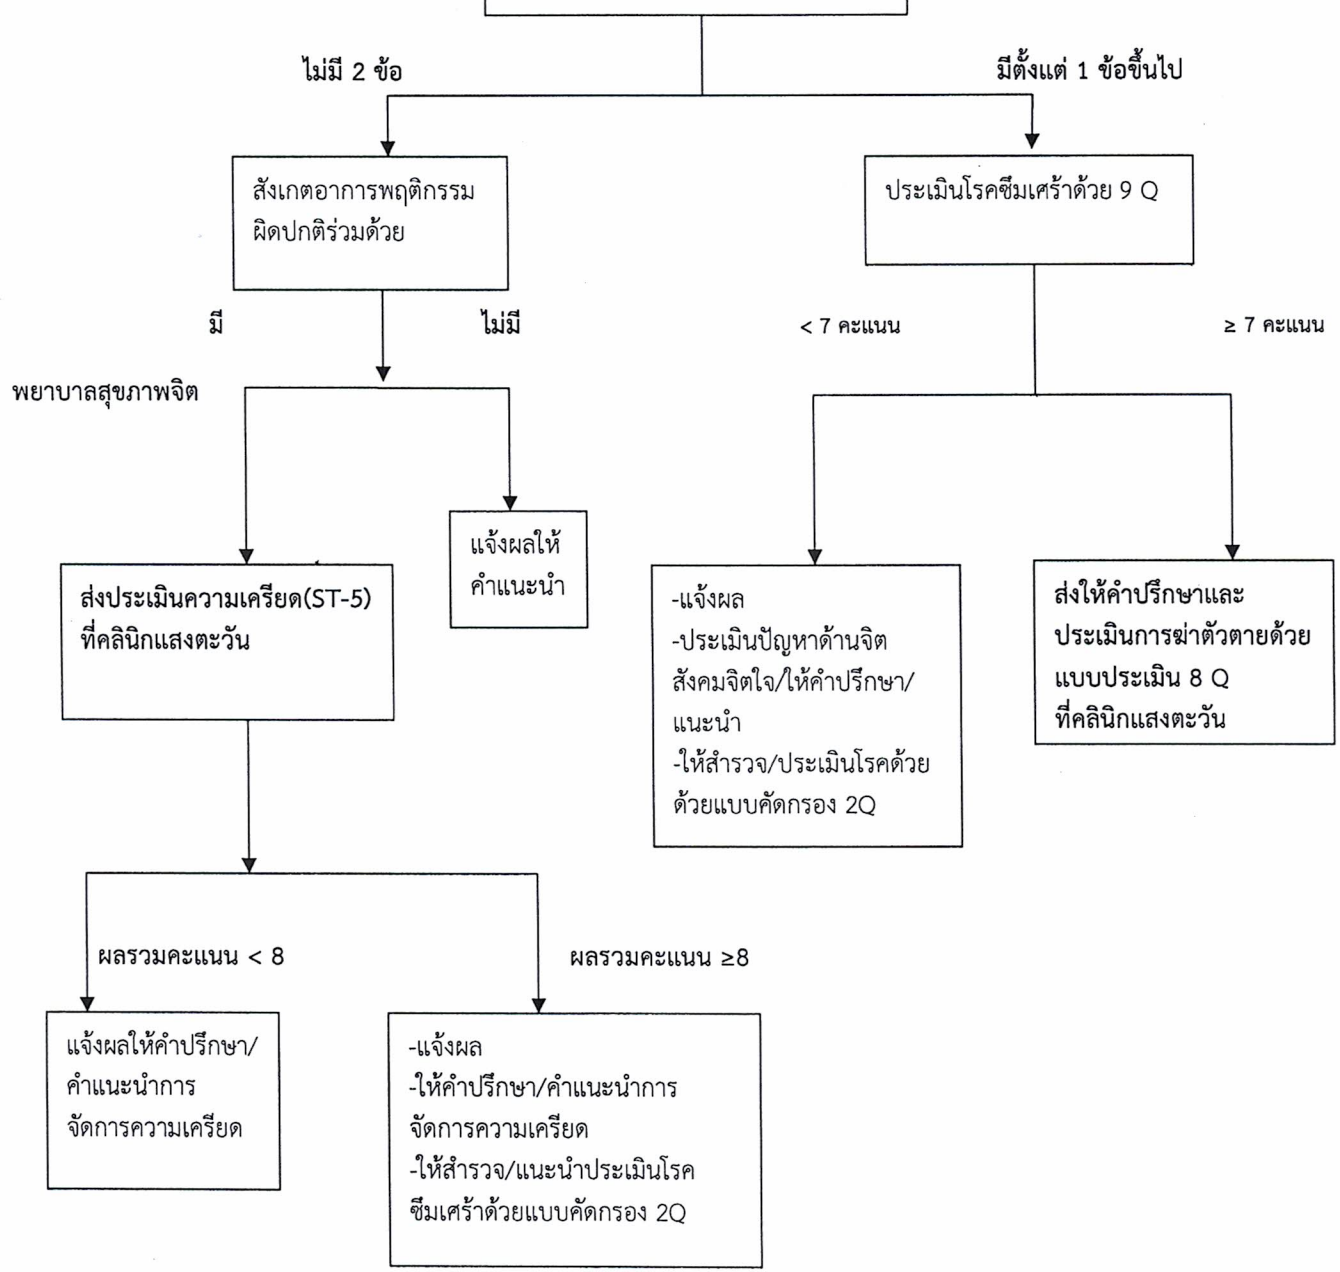 ไม่มี 2 ข้อ
มีตั้งแต่ 1 ข้อขึ้นไป
สังเกตอาการพฤติกรรม
ผิดปกติร่วมด้วย
ประเมินโรคซึมเศร้าด้วย 9 Q
มี
ไม่มี
< 7 คะแนน
≥ 7 คะแนน
พยาบาลสุขภาพจิต
แจ้งผลให้
คำแนะนำ
ส่งประเมินความเครียด(ST-5)
ที่คลินิกแสงตะวัน
-แจ้งผล
-ประเมินปัญหาด้านจิต
สังคมจิตใจ/ให้คำปรึกษา/
แนะนำ
-ให้สำรวจ/ประเมินโรคด้วย
ด้วยแบบคัดกรอง 2Q
ส่งให้คำปรึกษาและ
ประเมินการฆ่าตัวตายด้วย
แบบประเมิน 8 Q
ที่คลินิกแสงตะวัน
ผลรวมคะแนน < 8
ผลรวมคะแนน ≥8
แจ้งผลให้คำปรึกษา/
คำแนะนำการ
จัดการความเครียด
-แจ้งผล
-ให้คำปรึกษา/คำแนะนำการ
จัดการความเครียด
-ให้สำรวจ/แนะนำประเมินโรค
ซึมเศร้าด้วยแบบคัดกรอง 2Q